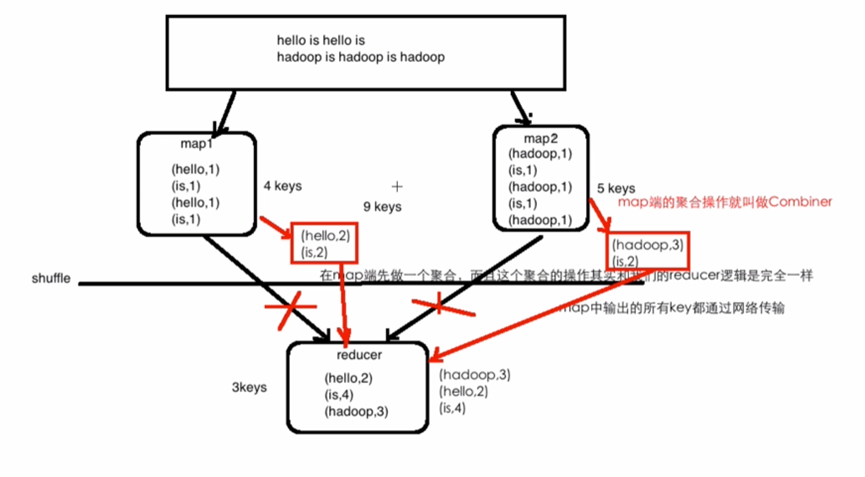 hello is hello is
hadoop is hadoop is hadoop
map1
(hello,1)
(is,1)
(hello,1)
(is,1)
4 keys
9 keys
map2
(hadoop,1)
(is,1)
(hadoop,1)
(is,1)
(hadoop,1)
5 keys
map端的聚合操作就叫做Combiner
(hello,2)
(is,2)
(hadoop,3)
(is,2)
shuffle
在map端先做一个聚合，而且这个聚合的操作其实和我们的reducer逻辑是完全一样
map中输出的所有key都通过网络传输
reducer
(hello,2)
(is,4)
(hadoop,3)
3keys
(hadoop,3)
(hello,2)
(is,4)